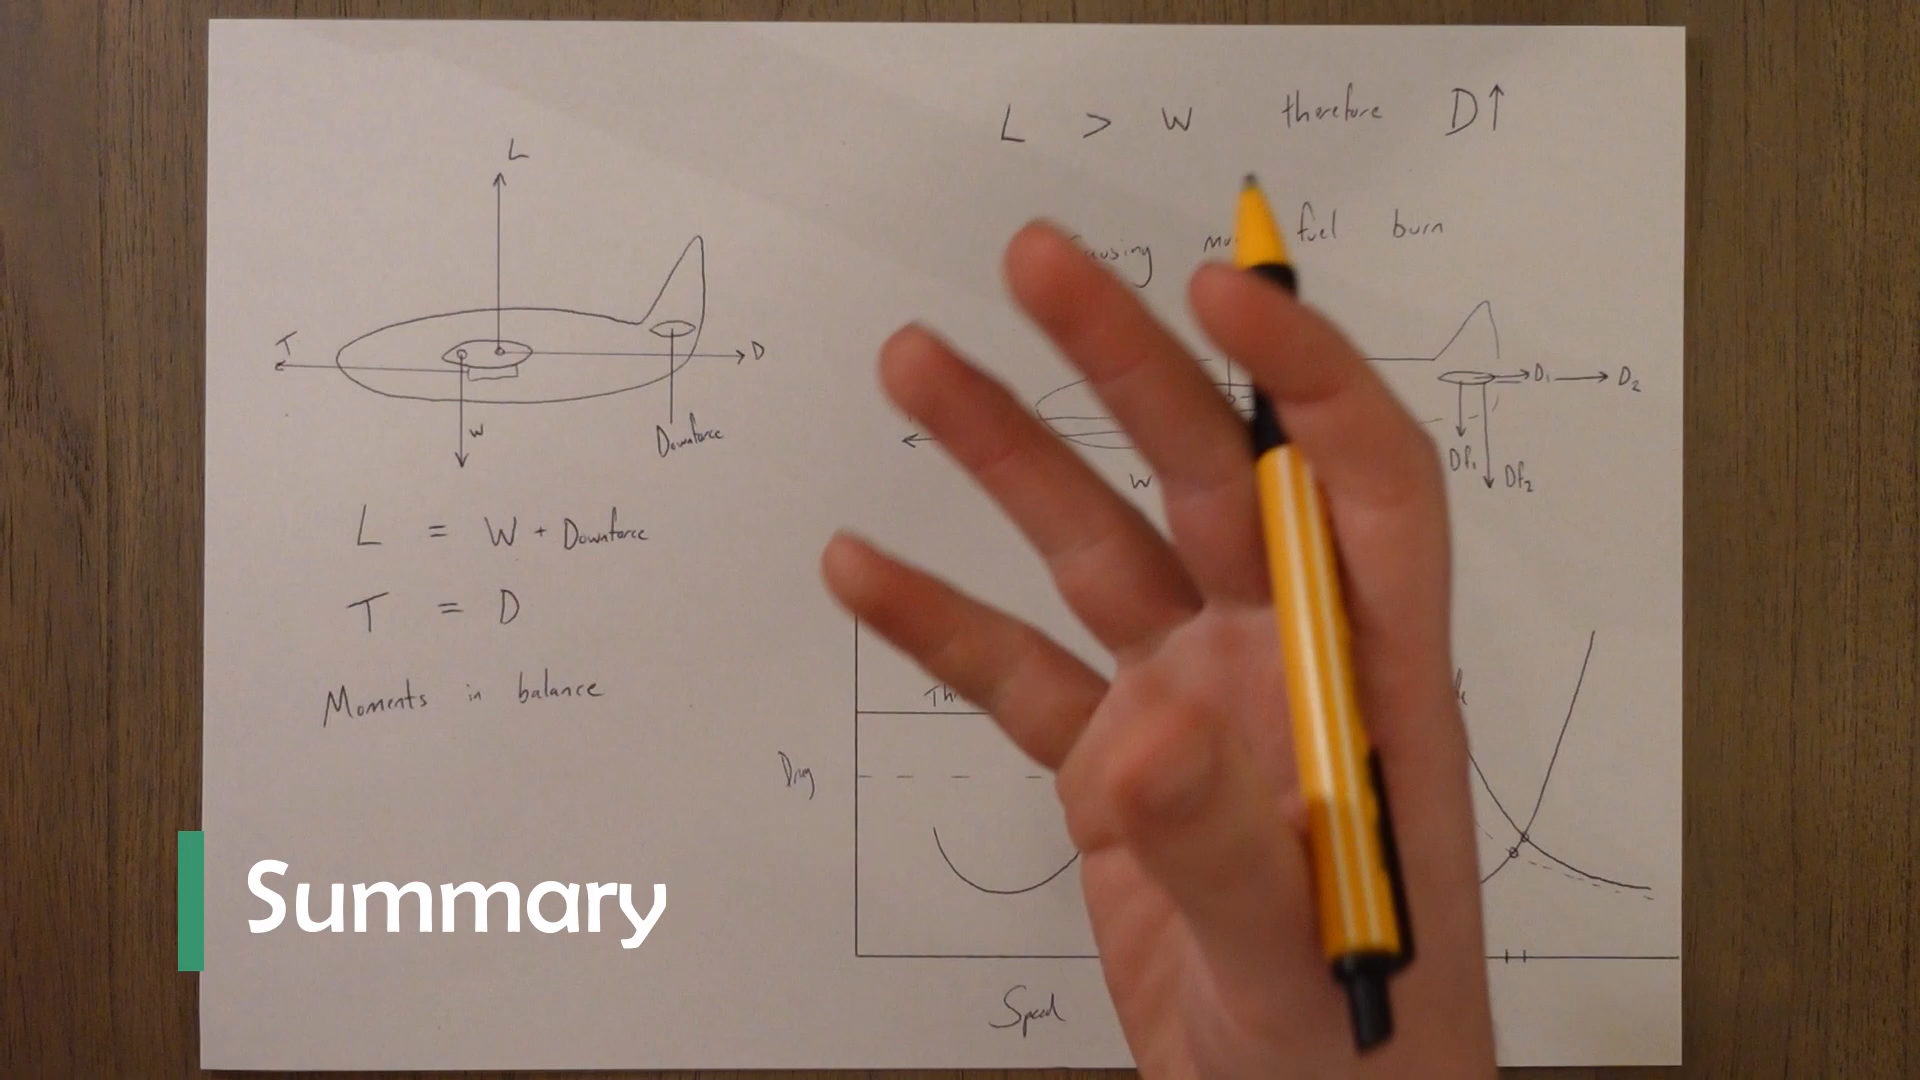 L
T
D
W
Downforce
L = W + Downforce
T = D
Moments in balance
Summary
L > W therefore D↑
fuel burn
D1 D2
W
Df1 Df2
Drag
Speed